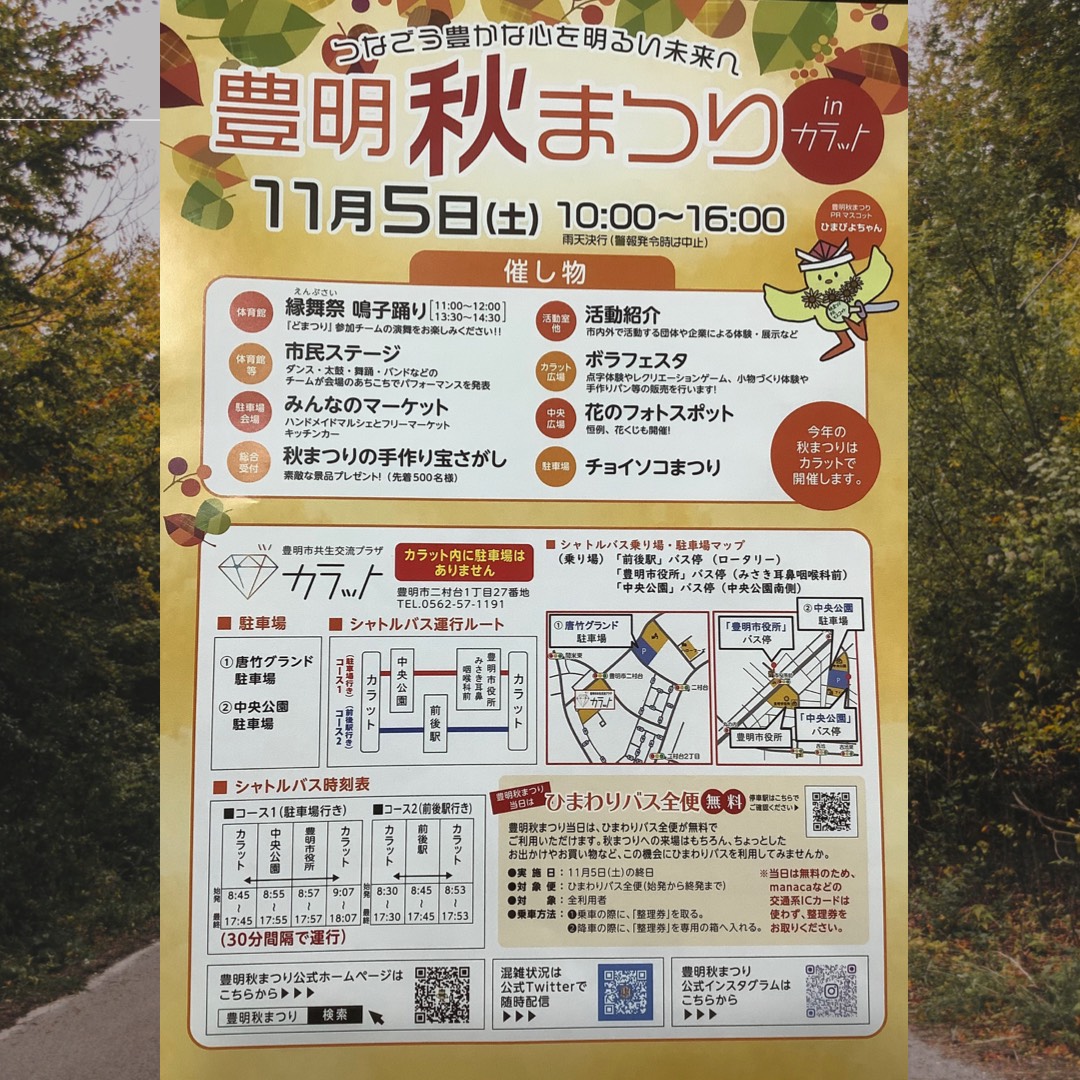 つなごう豊かな心を明るい未来へ
豊明秋まつり in カラット
11月5日(土) 10:00～16:00
雨天決行(警報発令時は中止)
豊明秋まつり
PRマスコット
ひまぴよちゃん
催し物
体育館
えんぶさい
縁舞祭 鳴子踊り[11:00～12:00 13:30～14:30]
『どまつり』参加チームの演舞をお楽しみください!!
体育館等
市民ステージ
ダンス・太鼓・舞踊・バンドなどの
チームが会場のあちこちでパフォーマンスを発表
駐車場会場
みんなのマーケット
ハンドメイドマルシェとフリーマーケット
キッチンカー
総合受付
秋まつりの手作り宝さがし
素敵な景品プレゼント!(先着500名様)
活動室他
活動紹介
市内外で活動する団体や企業による体験・展示など
カラット広場
ボラフェスタ
点字体験やレクリエーションゲーム、小物づくり体験や
手作りパン等の販売を行います!
中央広場
花のフォトスポット
恒例、花くじも開催!
駐車場
チョイソコまつり
今年の
秋まつりは
カラットで
開催します。
豊明市共生交流プラザ
カラット
カラット内に駐車場は
ありません
豊明市二村台1丁目27番地
TEL.0562-57-1191
■ 駐車場
①唐竹グランド
駐車場
②中央公園
駐車場
■ シャトルバス運行ルート
(駐車場行き)
コース1
(前後駅行き)
コース2
カラット
中央公園
前後駅
豊明市役所
みさき耳鼻
咽喉科前
カラット
■ シャトルバス乗り場・駐車場マップ
(乗り場)「前後駅」バス停 (ロータリー)
「豊明市役所」バス停(みさき耳鼻咽喉科前)
「中央公園」バス停(中央公園南側)
①唐竹グランド
駐車場
P
二村台
豊明市二村台
カラット
二村台2丁目
「豊明市役所」
バス停
②中央公園
駐車場
P
豊明市役所
「中央公園」
バス停
■ シャトルバス時刻表
■コース1(駐車場行き)
カラット 中央公園 豊明市役所 カラット
始発 8:45 8:55 8:57 9:07
～ ～ ～ ～
最終 17:45 17:55 17:57 18:07
■コース2(前後駅行き)
カラット 前後駅 カラット
始発 8:30 8:45 8:53
～ ～ ～
最終 17:30 17:45 17:53
(30分間隔で運行)
豊明秋まつり
当日は
ひまわりバス全便無料
停車駅はこちらで
ご確認ください▶
豊明秋まつり当日は、ひまわりバス全便が無料で
ご利用いただけます。秋まつりへの来場はもちろん、ちょっとした
お出かけやお買い物など、この機会にひまわりバスを利用してみませんか。
●実施日:11月5日(土)の終日
●対象便:ひまわりバス全便(始発から終発まで)
●対象:全利用者
●乗車方法:❶乗車の際に、「整理券」を取る。
❷降車の際に、「整理券」を専用の箱へ入れる。
※当日は無料のため、
manacaなどの
交通系ICカードは
使わず、整理券を
お取りください。
豊明秋まつり公式ホームページは
こちらから▶▶▶
豊明秋まつり 検索
混雑状況は
公式Twitterで
随時配信
▶▶▶
豊明秋まつり
公式インスタグラムは
こちらから
▶▶▶